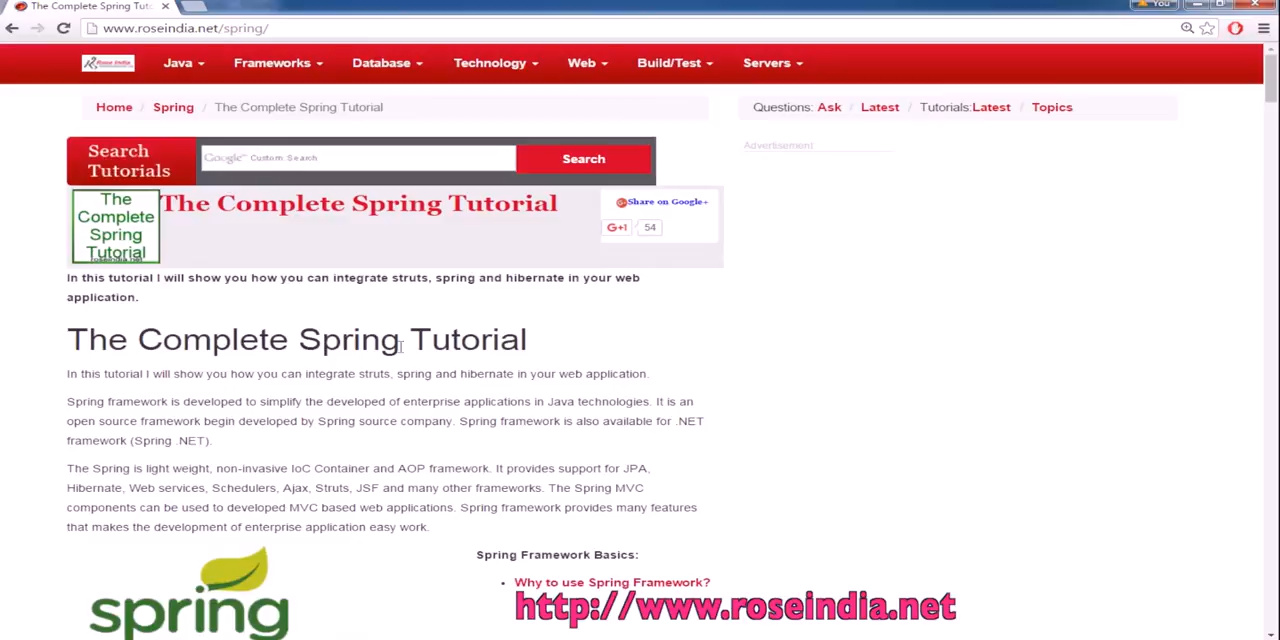 The Complete Spring Tut
You
www.roseindia.net/spring/
Rose India
Java
Frameworks
Database
Technology
Web
Build/Test
Servers
Home / Spring / The Complete Spring Tutorial
Questions: Ask / Latest / Tutorials:Latest / Topics
Search
Tutorials
Google™ Custom Search
Search
Advertisement
The
Complete
Spring
Tutorial
roseindia.net
The Complete Spring Tutorial
Share on Google+
G+1
54
In this tutorial I will show you how you can integrate struts, spring and hibernate in your web
application.
The Complete Spring Tutorial
In this tutorial I will show you how you can integrate struts, spring and hibernate in your web application.
Spring framework is developed to simplify the developed of enterprise applications in Java technologies. It is an
open source framework begin developed by Spring source company. Spring framework is also available for .NET
framework (Spring .NET).
The Spring is light weight, non-invasive IoC Container and AOP framework. It provides support for JPA,
Hibernate, Web services, Schedulers, Ajax, Struts, JSF and many other frameworks. The Spring MVC
components can be used to developed MVC based web applications. Spring framework provides many features
that makes the development of enterprise application easy work.
spring
Spring Framework Basics:
• Why to use Spring Framework?
http://www.roseindia.net